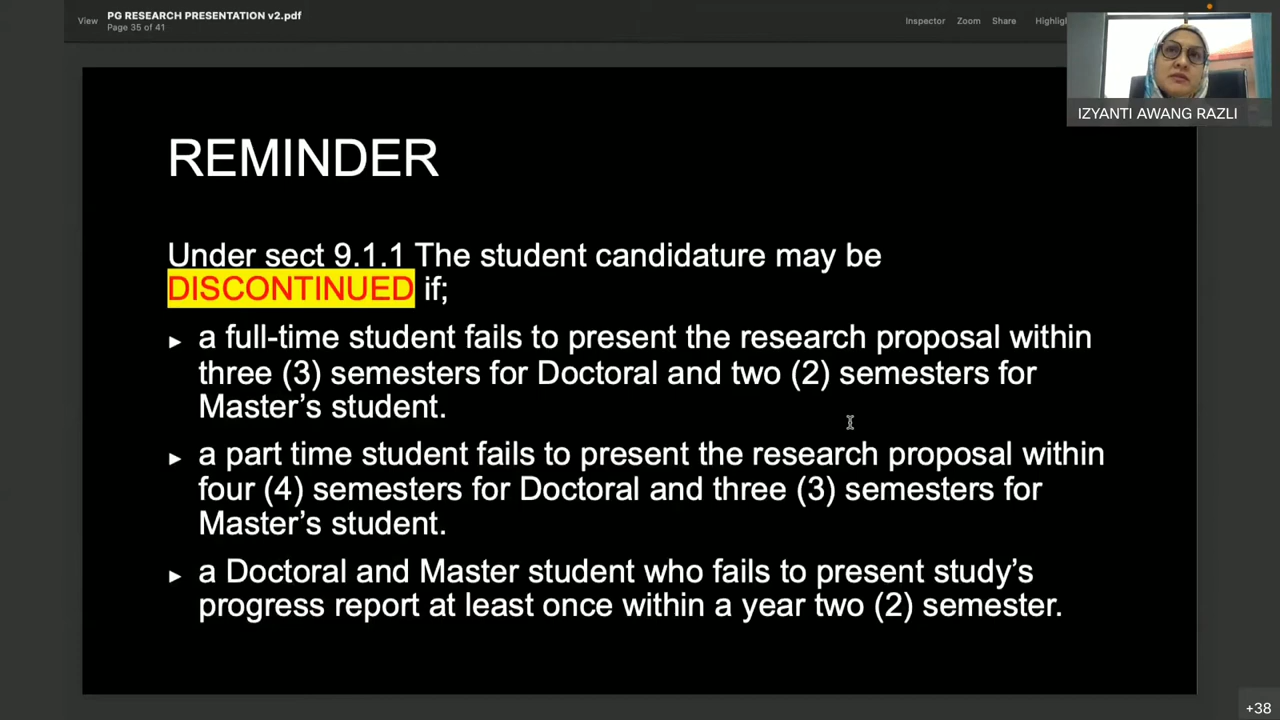 View
PG RESEARCH PRESENTATION v2.pdf
Page 35 of 41
Inspector Zoom Share Highligh
IZYANTI AWANG RAZLI
REMINDER
Under sect 9.1.1 The student candidature may be
DISCONTINUED if;
► a full-time student fails to present the research proposal within
three (3) semesters for Doctoral and two (2) semesters for
Master’s student.
► a part time student fails to present the research proposal within
four (4) semesters for Doctoral and three (3) semesters for
Master’s student.
► a Doctoral and Master student who fails to present study’s
progress report at least once within a year two (2) semester.
+38